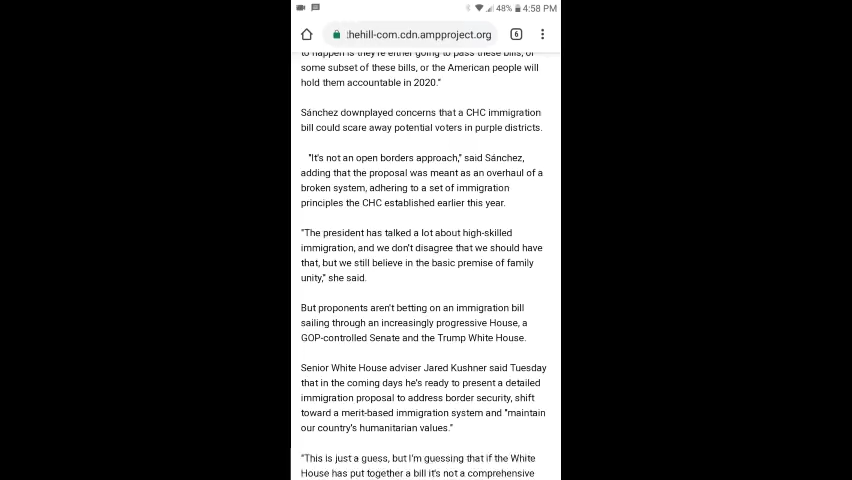 48% 4:58 PM
thehill-com.cdn.ampproject.org 6
to happen is they're either going to pass these bills, or
some subset of these bills, or the American people will
hold them accountable in 2020."
Sánchez downplayed concerns that a CHC immigration
bill could scare away potential voters in purple districts.
"It's not an open borders approach," said Sánchez,
adding that the proposal was meant as an overhaul of a
broken system, adhering to a set of immigration
principles the CHC established earlier this year.
"The president has talked a lot about high-skilled
immigration, and we don't disagree that we should have
that, but we still believe in the basic premise of family
unity," she said.
But proponents aren't betting on an immigration bill
sailing through an increasingly progressive House, a
GOP-controlled Senate and the Trump White House.
Senior White House adviser Jared Kushner said Tuesday
that in the coming days he's ready to present a detailed
immigration proposal to address border security, shift
toward a merit-based immigration system and "maintain
our country's humanitarian values."
"This is just a guess, but I'm guessing that if the White
House has put together a bill it's not a comprehensive